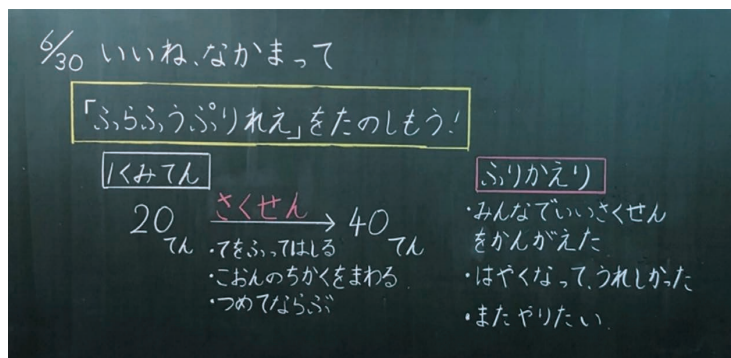 6/30 いいね、なかまって
「ふらふうぷりれえ」をたのしもう!
1くみてん
20てん さくせん 40てん
・てをふってはしる
・こおんのちかくをまわる
・つめてならぶ
ふりかえり
・みんなでいいさくせん
をかんがえた
・はやくなって、うれしかった
・またやりたい.